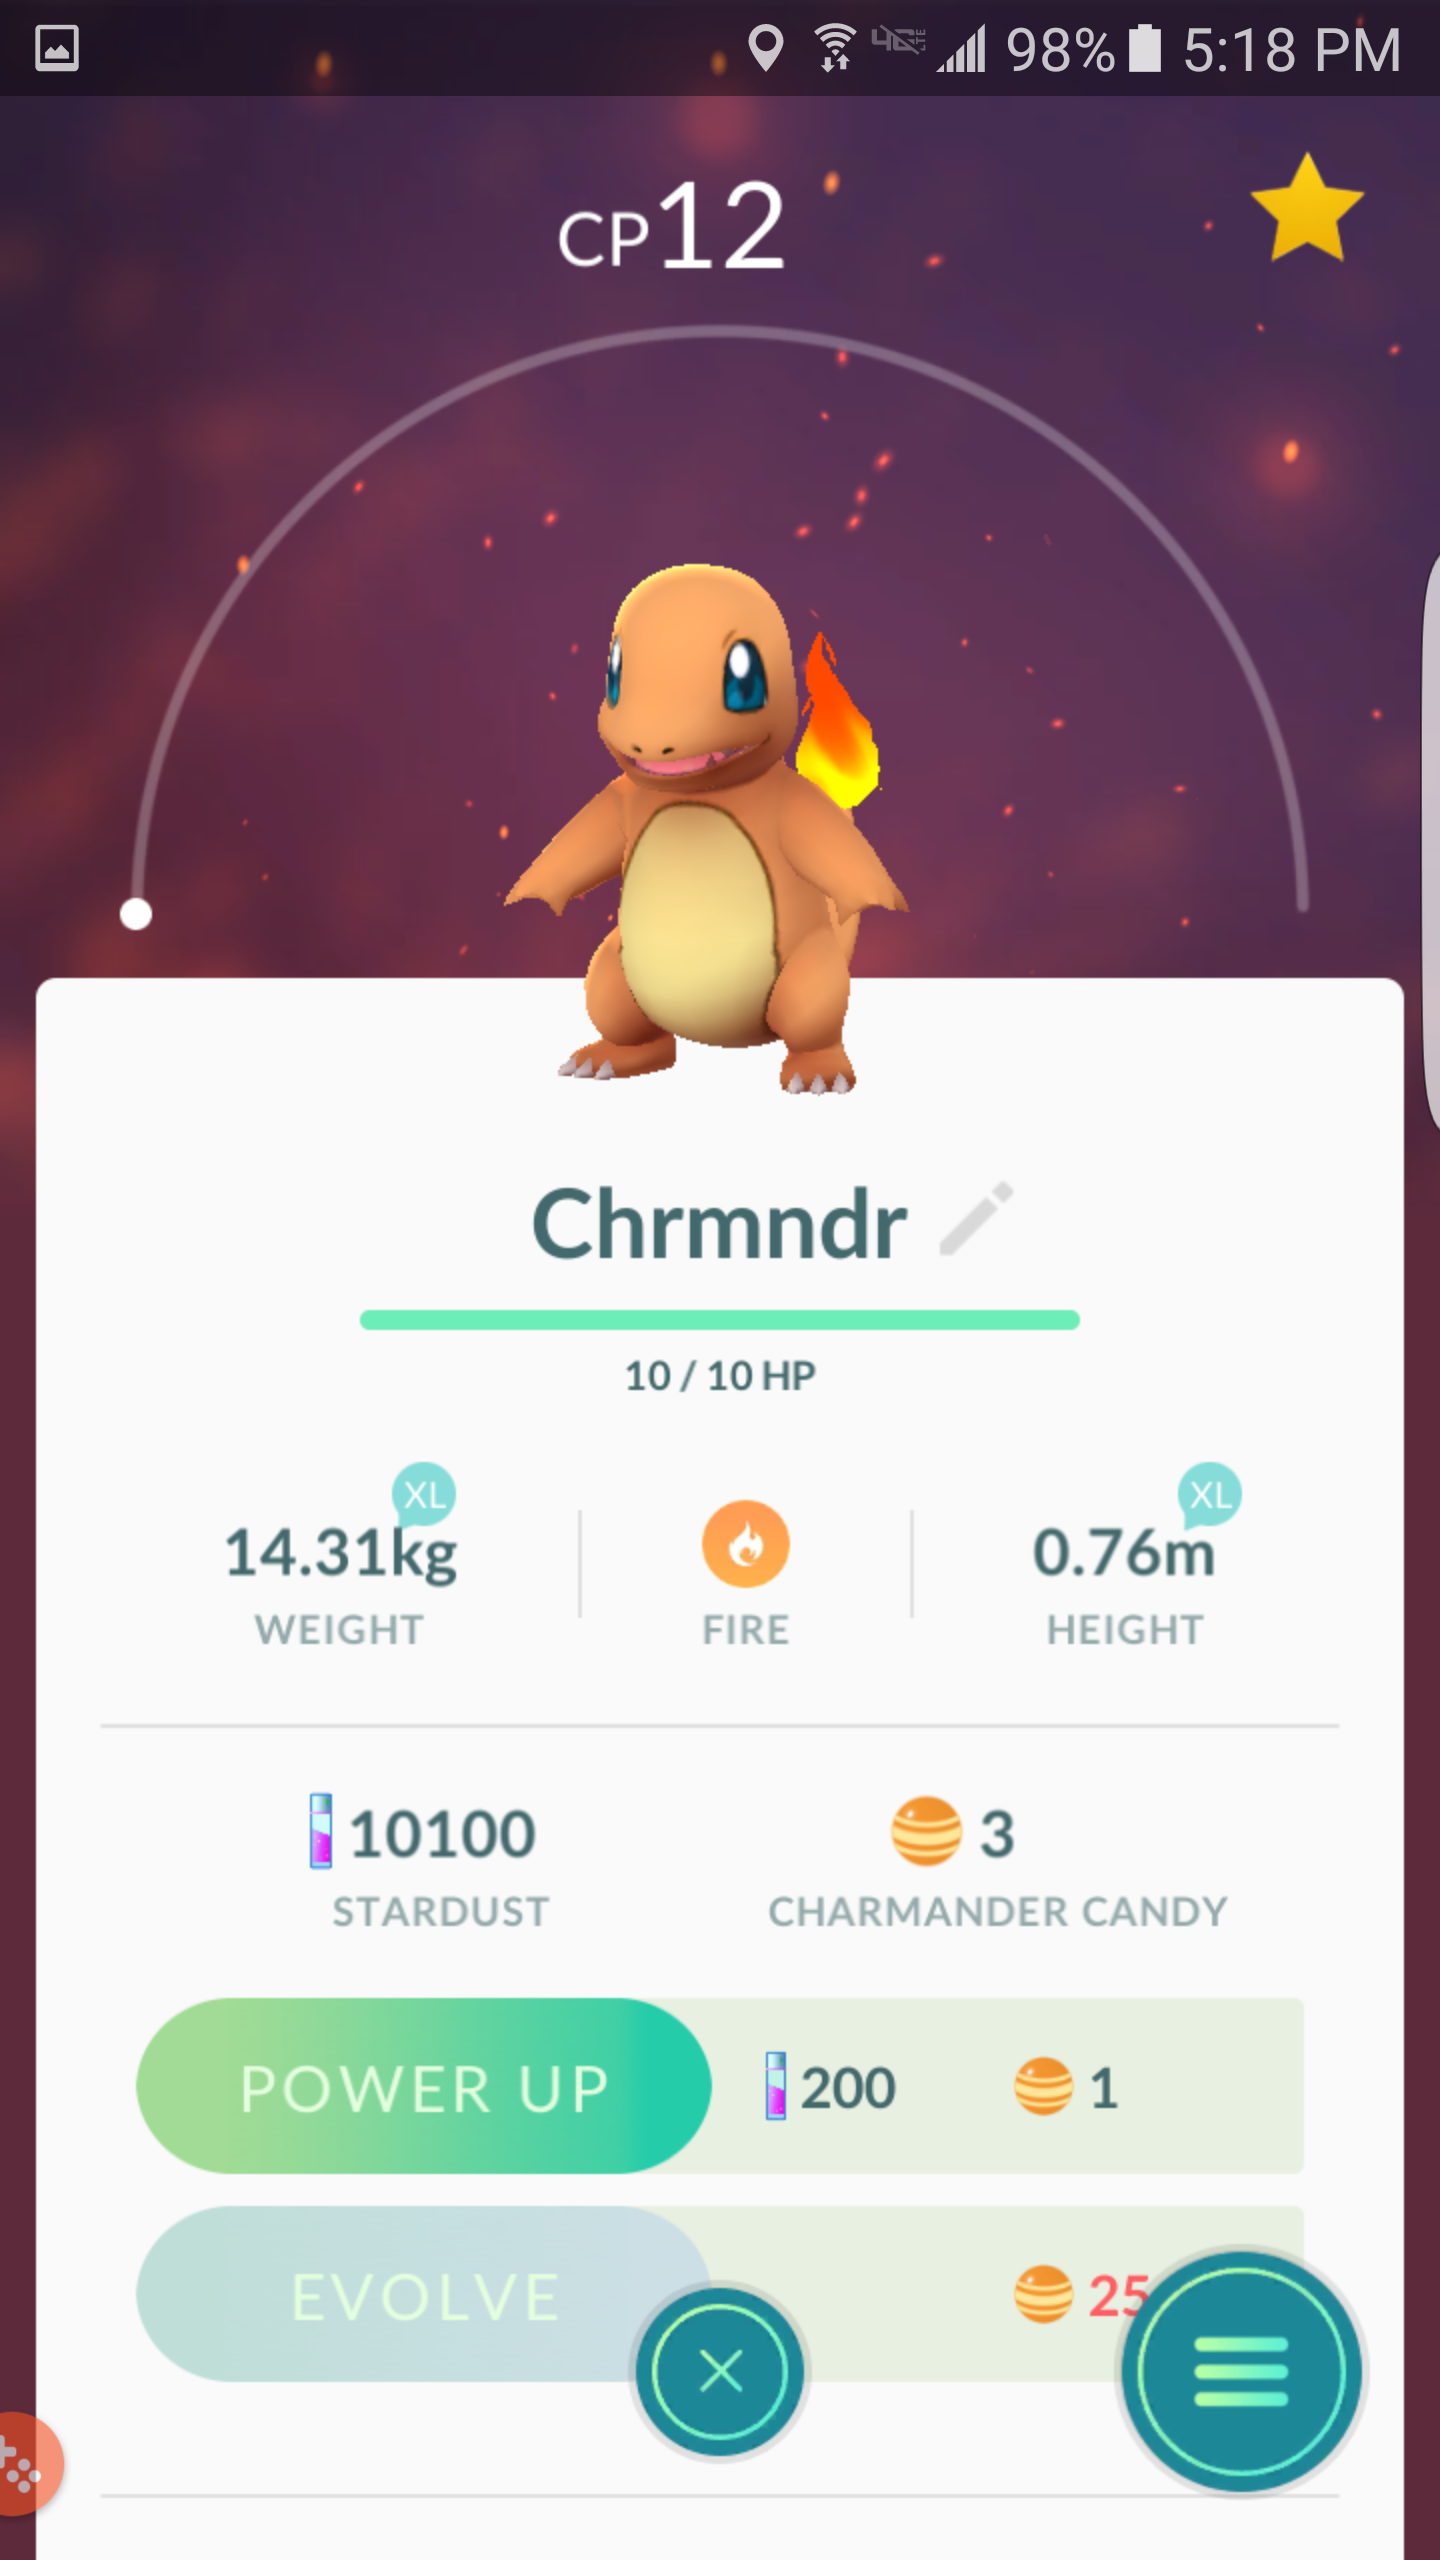 98% 5:18 PM
CP12
Chrmndr
10 / 10 HP
XL XL
14.31kg 0.76m
WEIGHT FIRE HEIGHT
10100 3
STARDUST CHARMANDER CANDY
POWER UP 200 1
EVOLVE 25